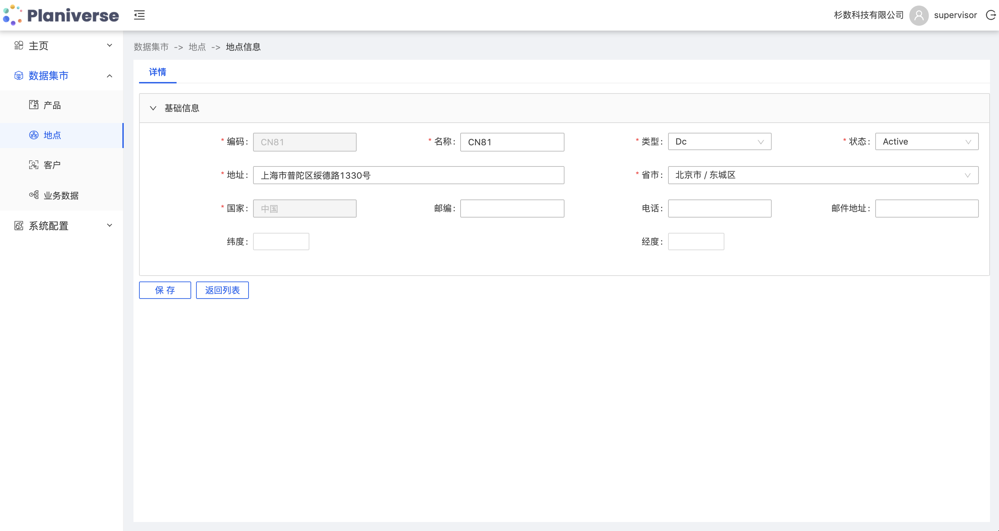 Planiverse
杉数科技有限公司 supervisor
主页
数据集市
产品
地点
客户
业务数据
系统配置
数据集市 -> 地点 -> 地点信息
详情
基础信息
* 编码: CN81 * 名称: CN81 * 类型: Dc * 状态: Active
* 地址: 上海市普陀区绥德路1330号 * 省市: 北京市 / 东城区
* 国家: 中国 邮编: 电话: 邮件地址:
纬度: 经度:
保 存 返回列表